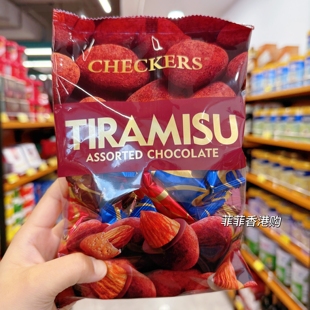 CHECKERS
TIRAMISU
ASSORTED CHOCOLATE
菲菲香港购